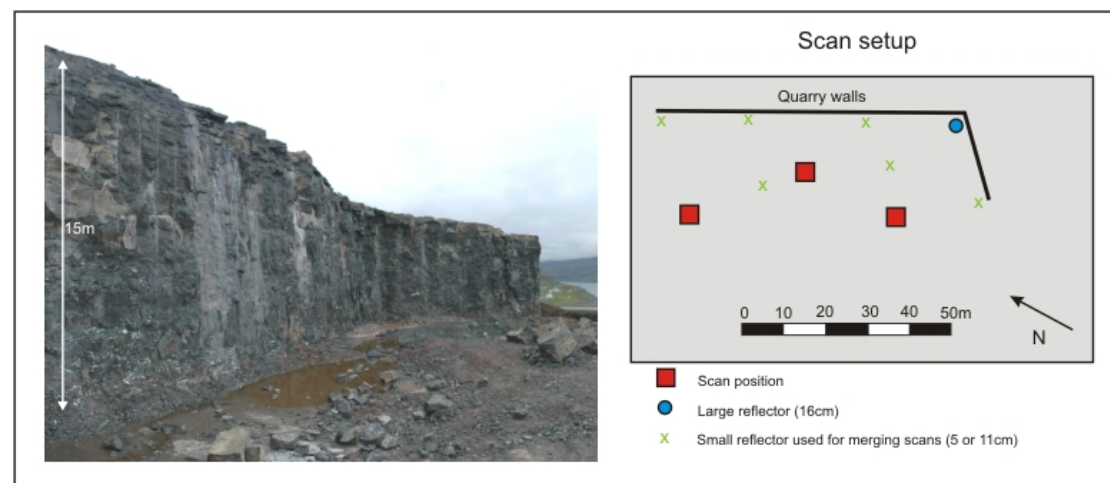 15m
Scan setup
Quarry walls
0 10 20 30 40 50m
N
Scan position
Large reflector (16cm)
Small reflector used for merging scans (5 or 11cm)